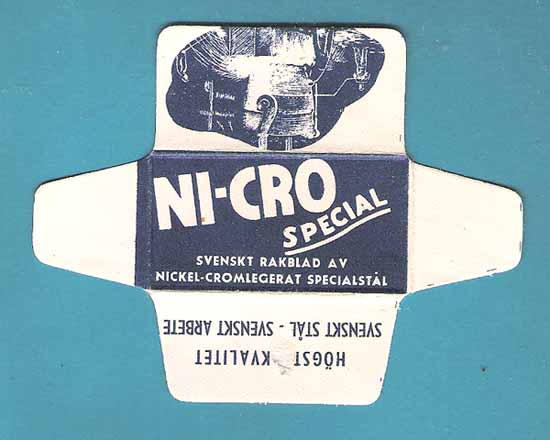 NI-CRO
SPECIAL
SVENSKT RAKBLAD AV
NICKEL-CROMLEGERAT SPECIALSTÅL
HÖGST KVALITET
SVENSKT STÅL - SVENSKT ARBETE